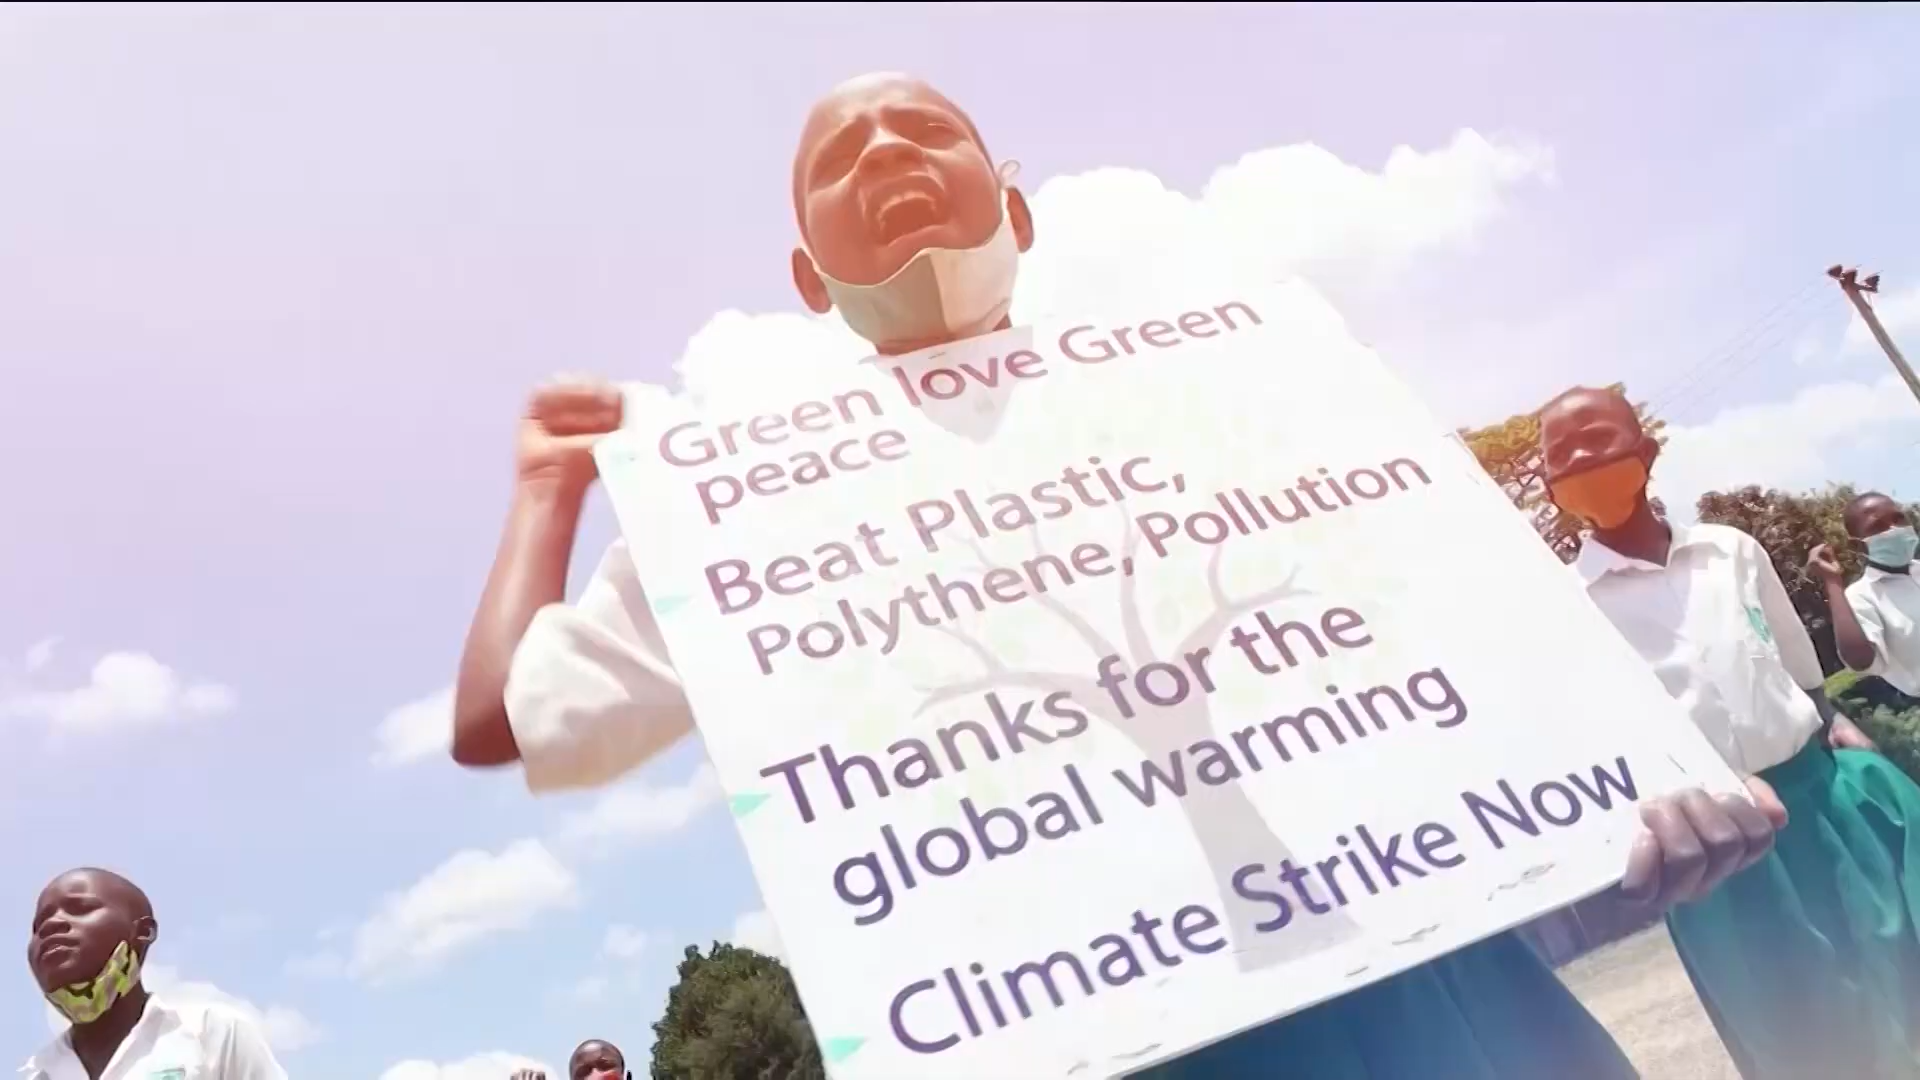 Green love Green
peace
Beat Plastic,
Polythene, Pollution
Thanks for the
global warming
Climate Strike Now